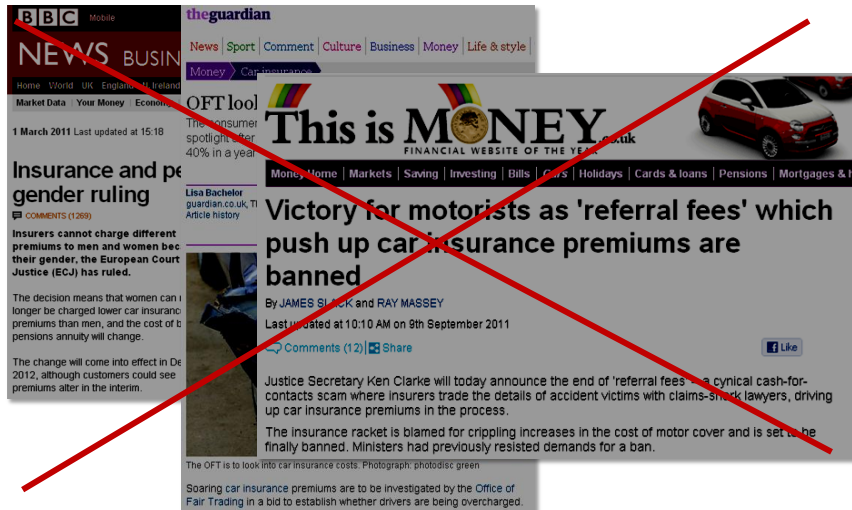 BBC Mobile
NEWS BUSIN
Home World UK England N. Ireland
Market Data Your Money Econom
1 March 2011 Last updated at 15:18
Insurance and pe
gender ruling
COMMENTS (1269)
Insurers cannot charge different
premiums to men and women bec
their gender, the European Court
Justice (ECJ) has ruled.
The decision means that women can
longer be charged lower car insuranc
premiums than men, and the cost of b
pensions annuity will change.
The change will come into effect in De
2012, although customers could see
premiums alter in the interim.
theguardian
News Sport Comment Culture Business Money Life & style
Money Car insurance
OFT lool
The consumer
spotlight after
40% in a year
Lisa Bachelor
guardian.co.uk, T
Article history
The OFT is to look into car insurance costs. Photograph: photodisc green
Soaring car insurance premiums are to be investigated by the Office of
Fair Trading in a bid to establish whether drivers are being overcharged.
This is MONEY.co.uk
FINANCIAL WEBSITE OF THE YEAR
Money Home Markets Saving Investing Bills Cars Holidays Cards & loans Pensions Mortgages & h
Victory for motorists as 'referral fees' which
push up car insurance premiums are
banned
By JAMES SLACK and RAY MASSEY
Last updated at 10:10 AM on 9th September 2011
Comments (12) Share
Like
Justice Secretary Ken Clarke will today announce the end of 'referral fees' – a cynical cash-for-
contacts scam where insurers trade the details of accident victims with claims-shark lawyers, driving
up car insurance premiums in the process.
The insurance racket is blamed for crippling increases in the cost of motor cover and is set to be
finally banned. Ministers had previously resisted demands for a ban.